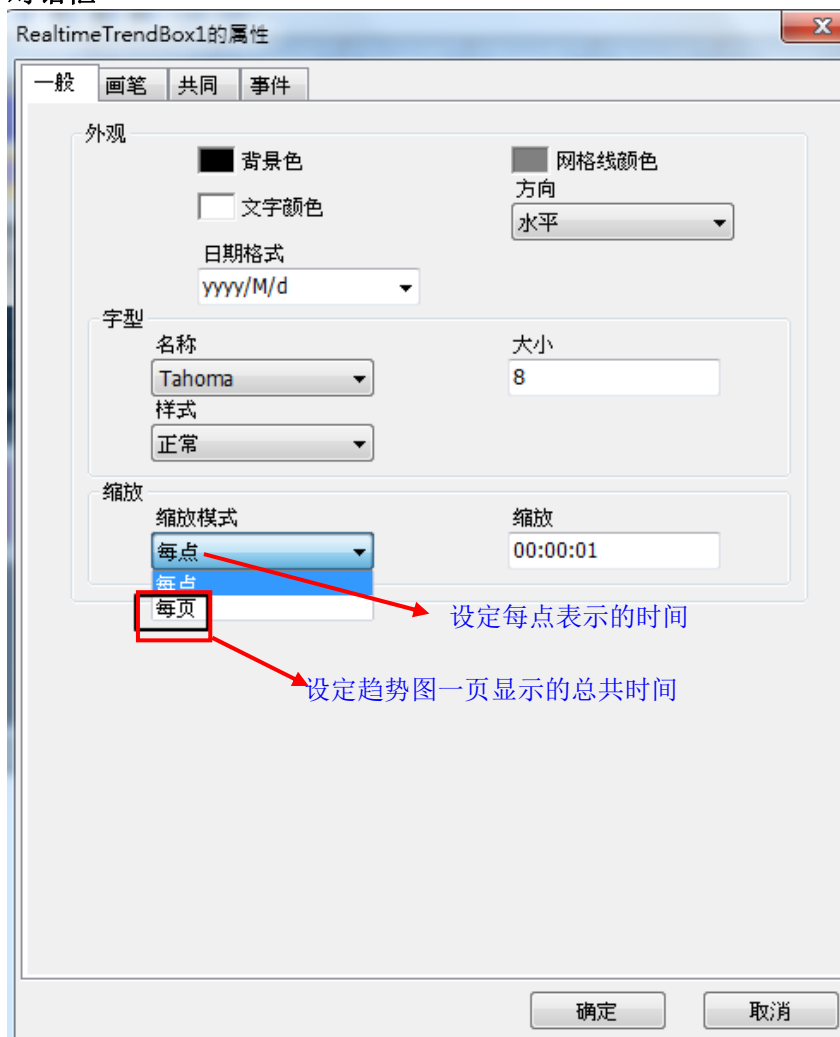 RealtimeTrendBox1的属性
一般 画笔 共同 事件
外观
背景色 网格线颜色
方向
文字颜色 水平
日期格式
yyyy/M/d
字型
名称 大小
Tahoma 8
样式
正常
缩放
缩放模式 缩放
每点 00:00:01
每点
每页
设定每点表示的时间
设定趋势图一页显示的总共时间
确定 取消